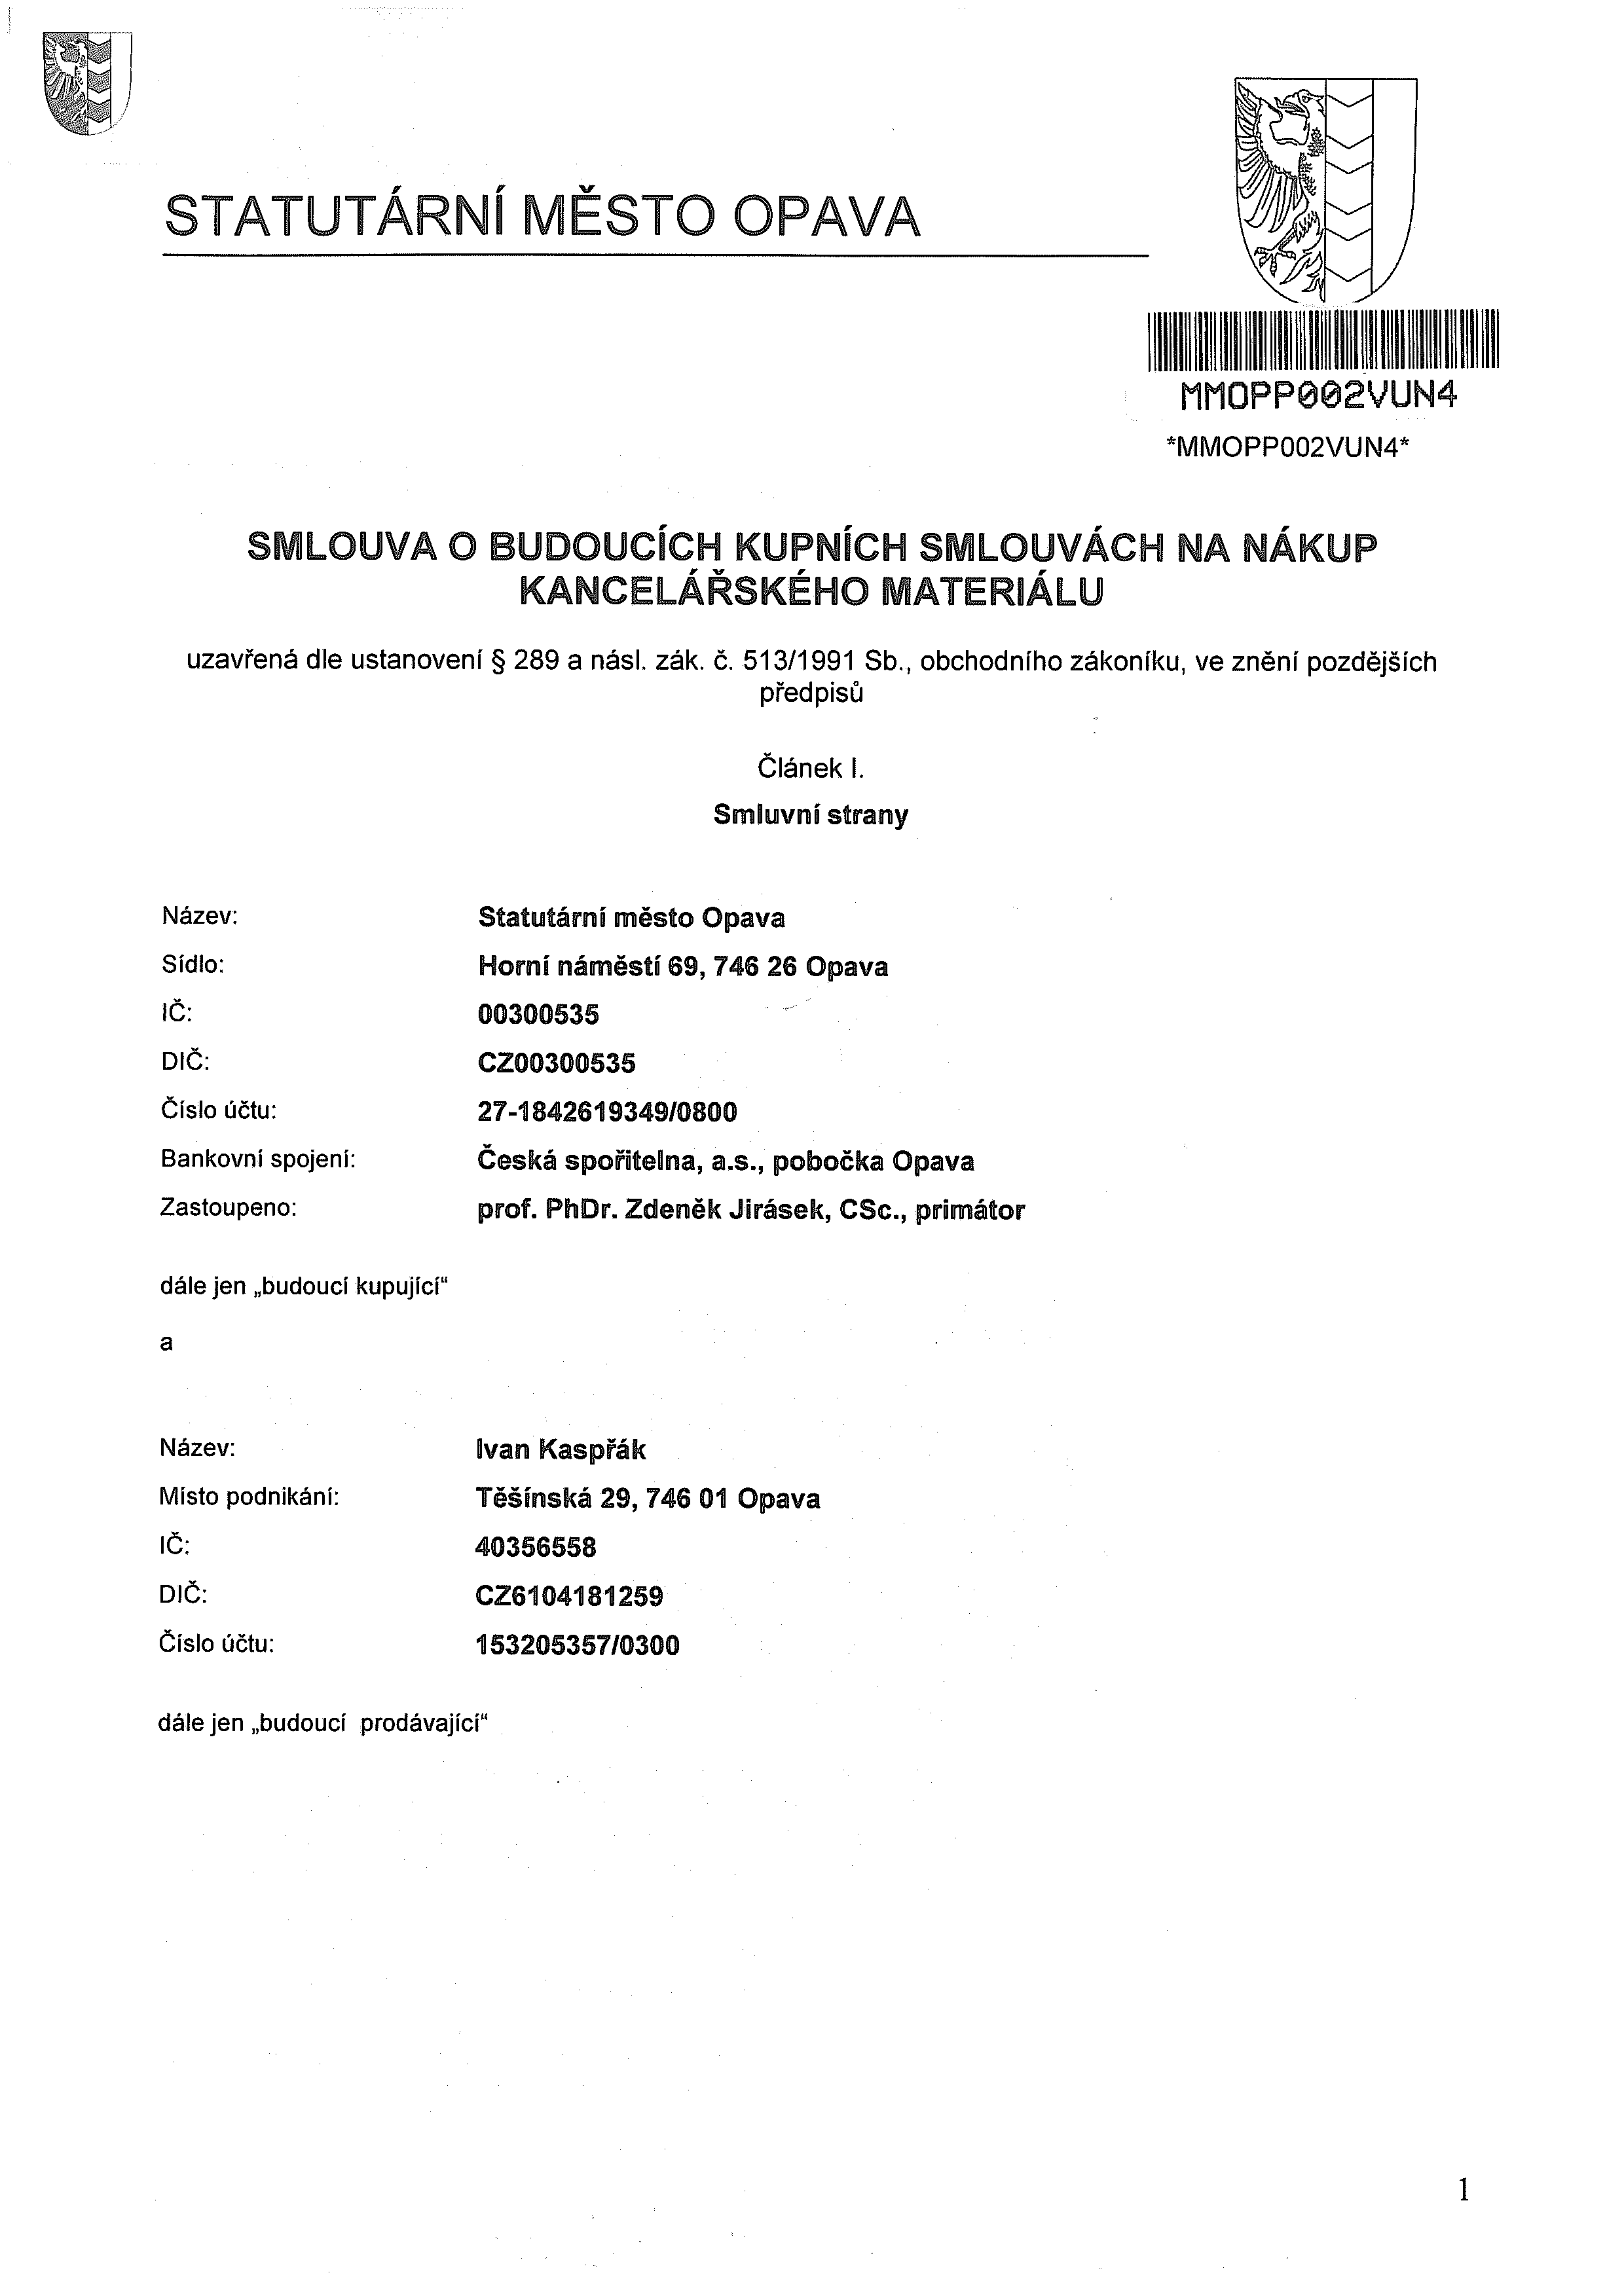 STATUTÁRNÍ MĚSTO OPAVA
MMOPP002VUN4
*MMOPP002VUN4*
SMLOUVA O BUDOUCÍCH KUPNÍCH SMLOUVÁCH NA NÁKUP
KANCELÁŘSKÉHO MATERIÁLU
uzavřená dle ustanovení § 289 a násl. zák. č. 513/1991 Sb., obchodního zákoníku, ve znění pozdějších
předpisů
Článek I.
Smluvní strany
Název: Statutární město Opava
Sídlo: Horní náměstí 69, 746 26 Opava
IČ: 00300535
DIČ: CZ00300535
Číslo účtu: 27-1842619349/0800
Bankovní spojení: Česká spořitelna, a.s., pobočka Opava
Zastoupeno: prof. PhDr. Zdeněk Jirásek, CSc., primátor
dále jen „budoucí kupující“
a
Název: Ivan Kaspřák
Místo podnikání: Těšínská 29, 746 01 Opava
IČ: 40356558
DIČ: CZ6104181259
Číslo účtu: 153205357/0300
dále jen „budoucí prodávající“
1